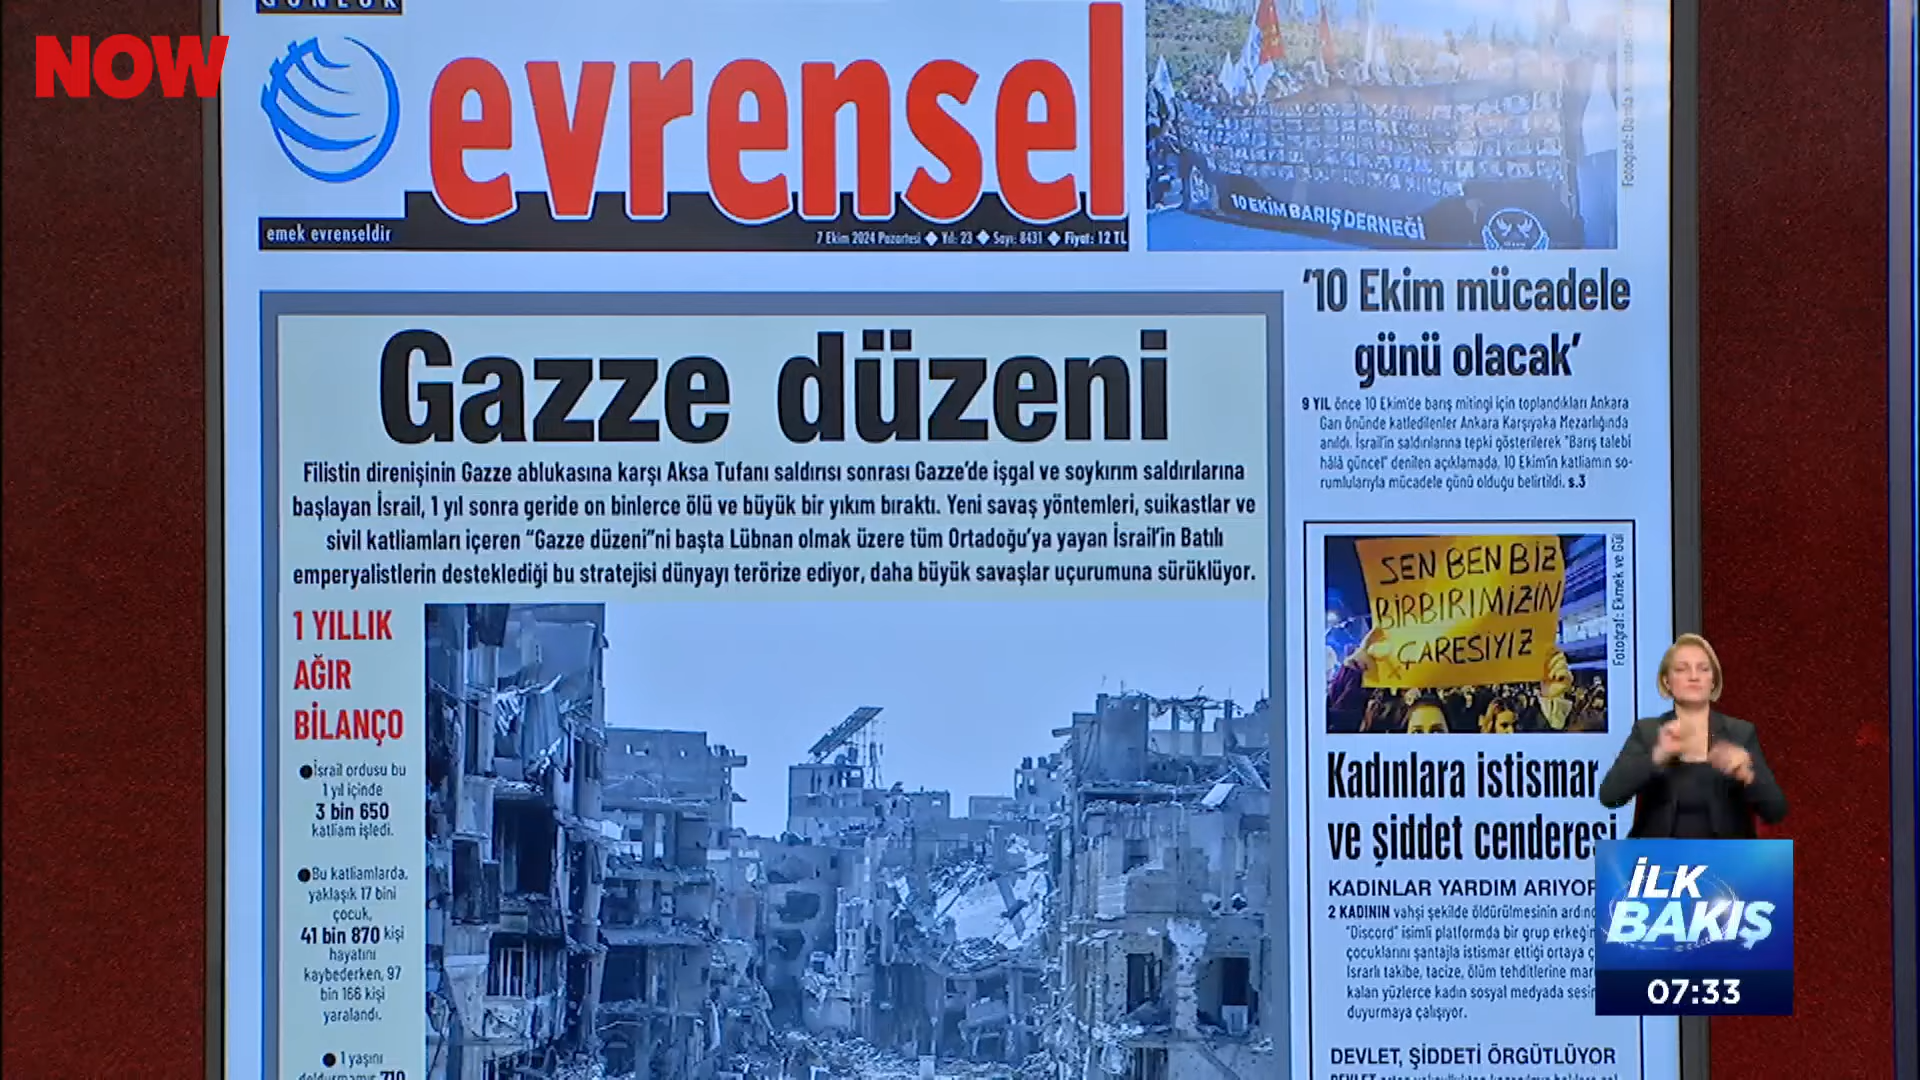 NOW
GÜNLÜK
evrensel
emek evrenseldir
7 Ekim 2024 Pazartesi ◆ Yıl: 23 ◆ Sayı: 8431 ◆ Fiyat: 12 TL
10 EKİM BARIŞ DERNEĞİ
'10 Ekim mücadele
günü olacak'
9 YIL önce 10 Ekim'de barış mitingi için toplandıkları Ankara
Garı önünde katledilenler Ankara Karşıyaka Mezarlığında
anıldı. İsrail'in saldırılarına tepki gösterilerek "Barış talebi
hâlâ güncel" denilen açıklamada, 10 Ekim'in katliamın so-
rumlularıyla mücadele günü olduğu belirtildi. s.3
Gazze düzeni
Filistin direnişinin Gazze ablukasına karşı Aksa Tufanı saldırısı sonrası Gazze'de işgal ve soykırım saldırılarına
başlayan İsrail, 1 yıl sonra geride on binlerce ölü ve büyük bir yıkım bıraktı. Yeni savaş yöntemleri, suikastlar ve
sivil katliamları içeren "Gazze düzeni"ni başta Lübnan olmak üzere tüm Ortadoğu'ya yayan İsrail'in Batılı
emperyalistlerin desteklediği bu stratejisi dünyayı terörize ediyor, daha büyük savaşlar uçurumuna sürüklüyor.
1 YILLIK
AĞIR
BİLANÇO
●İsrail ordusu bu
1 yıl içinde
3 bin 650
katliam işledi.
●Bu katliamlarda,
yaklaşık 17 bini
çocuk,
41 bin 870 kişi
hayatını
kaybederken, 97
bin 166 kişi
yaralandı.
● 1 yaşını
doldurmamış 710
SEN BEN BİZ
BİRBİRİMİZİN
ÇARESİYİZ
Fotoğraf: Ekmek ve Gül
Kadınlara istismar
ve şiddet cenderesi
KADINLAR YARDIM ARIYOR
2 KADININ vahşi şekilde öldürülmesinin ardın
"Discord" isimli platformda bir grup erkeğin
çocuklarını şantajla istismar ettiği ortaya ç
Israrlı takibe, tacize, ölüm tehditlerine mar
kalan yüzlerce kadın sosyal medyada sesin
duyurmaya çalışıyor.
DEVLET, ŞİDDETİ ÖRGÜTLÜYOR
İLK
BAKIŞ
07:33